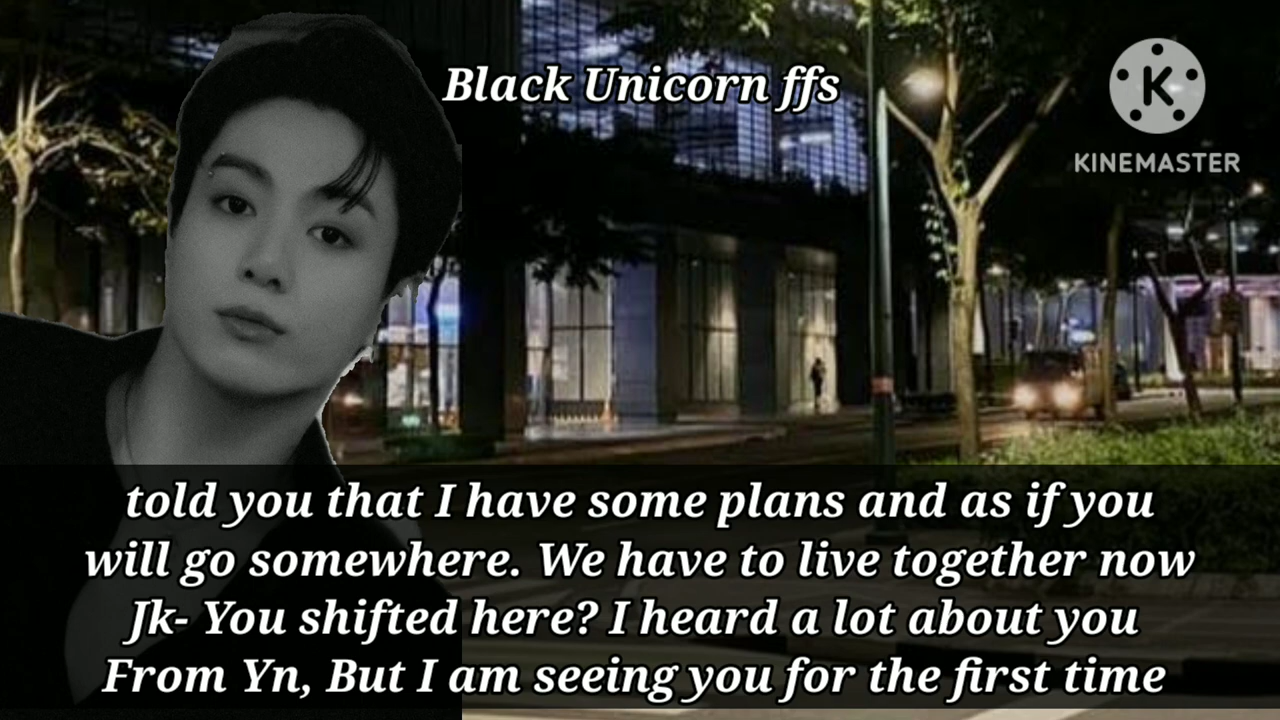 Black Unicorn ffs
K
KINEMASTER
told you that I have some plans and as if you
will go somewhere. We have to live together now
Jk- You shifted here? I heard a lot about you
From Yn, But I am seeing you for the first time